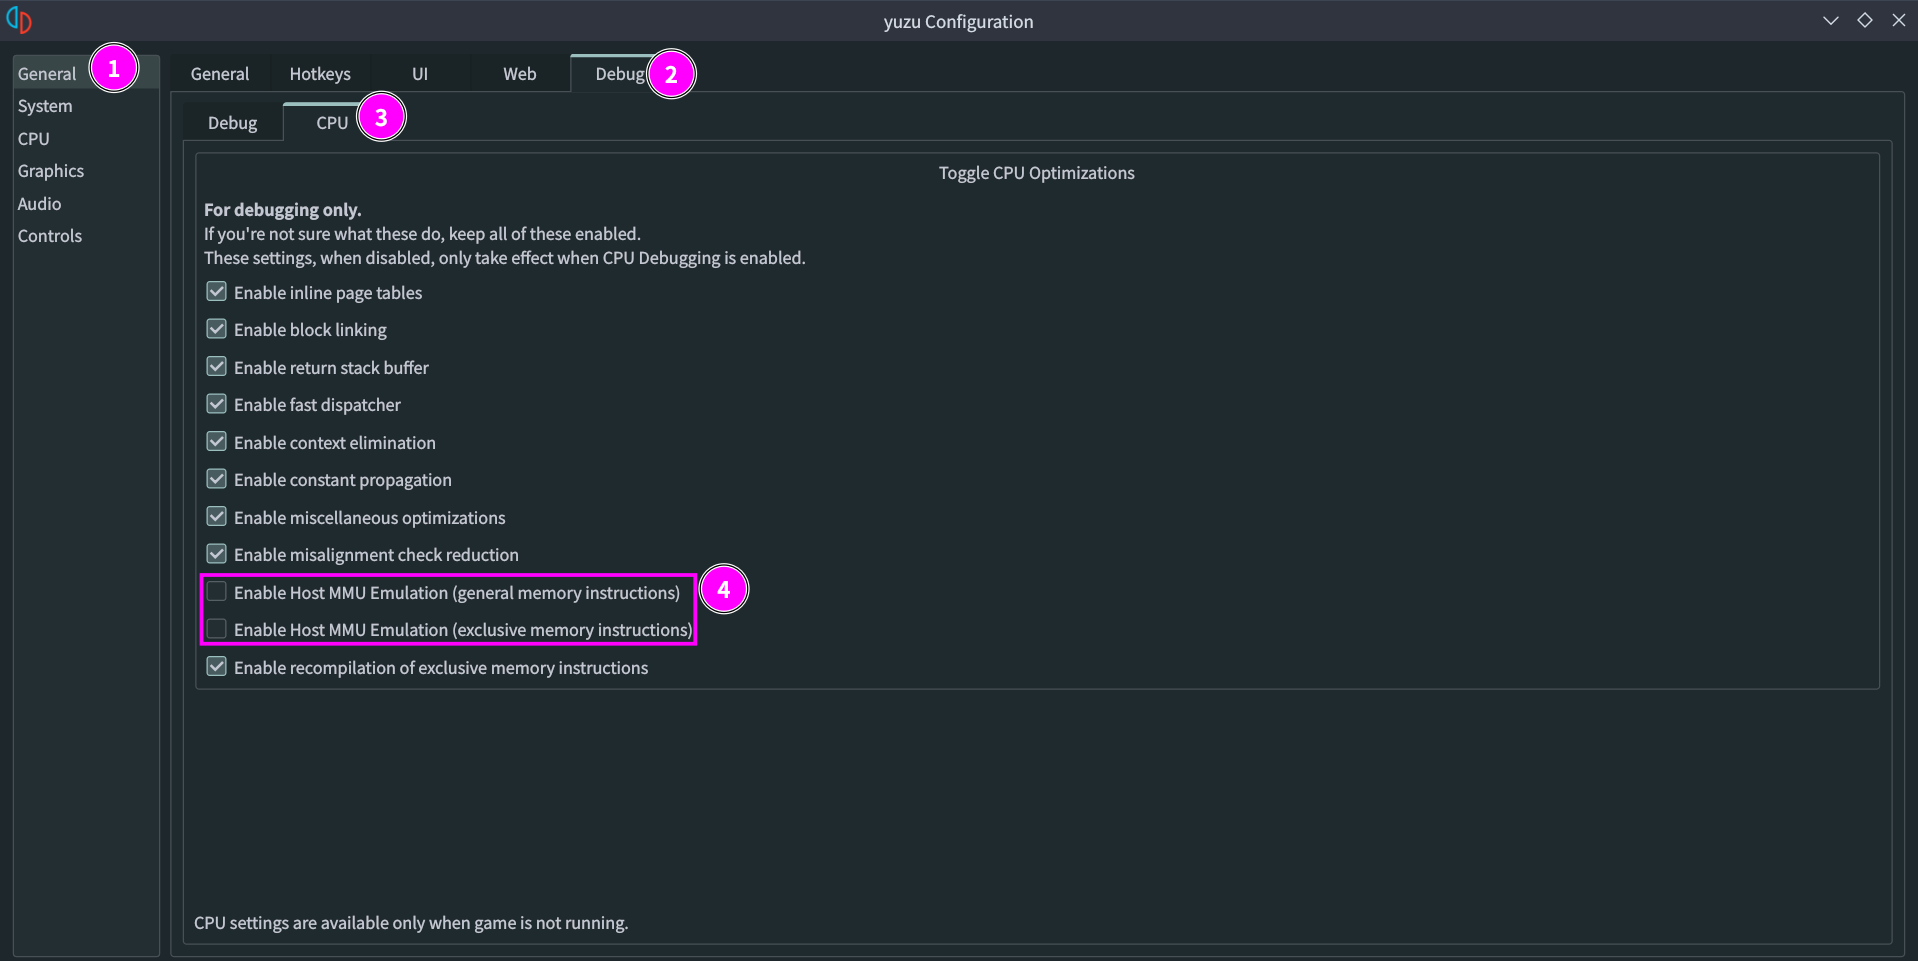 yuzu Configuration
General 1
System
CPU
Graphics
Audio
Controls
General Hotkeys UI Web Debug 2
Debug CPU 3
Toggle CPU Optimizations
For debugging only.
If you're not sure what these do, keep all of these enabled.
These settings, when disabled, only take effect when CPU Debugging is enabled.
Enable inline page tables
Enable block linking
Enable return stack buffer
Enable fast dispatcher
Enable context elimination
Enable constant propagation
Enable miscellaneous optimizations
Enable misalignment check reduction
Enable Host MMU Emulation (general memory instructions) 4
Enable Host MMU Emulation (exclusive memory instructions)
Enable recompilation of exclusive memory instructions
CPU settings are available only when game is not running.